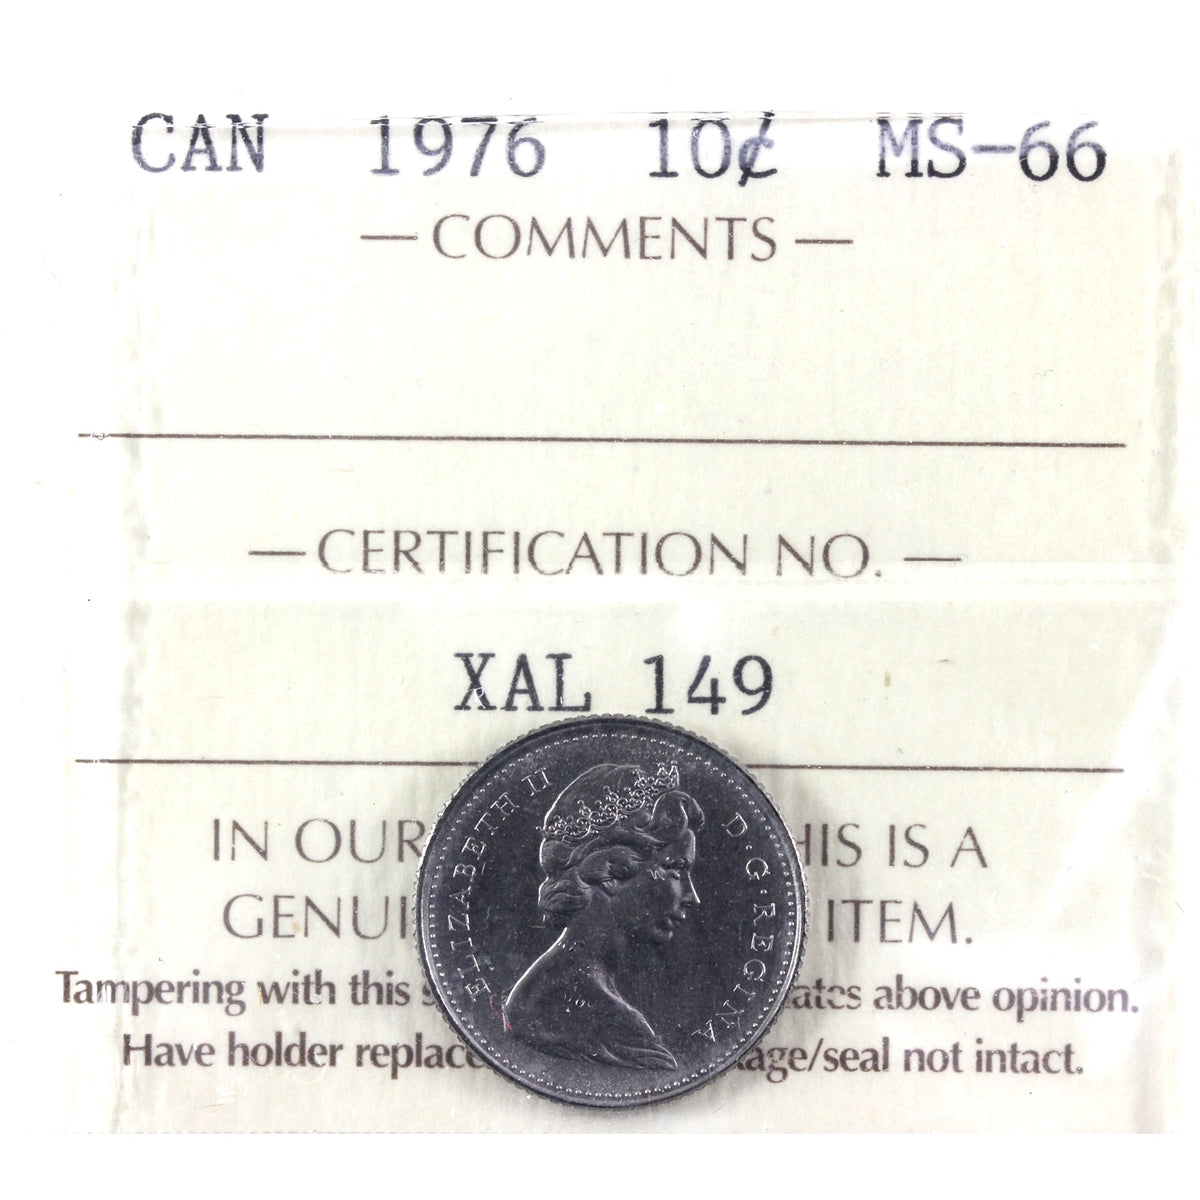 CAN 1976 10¢ MS-66
— COMMENTS —
— CERTIFICATION NO. —
XAL 149
ELIZABETH II D·G·REGINA
IN OUR HIS IS A
GENUI ITEM.
Tampering with this s ates above opinion.
Have holder replace kage/seal not intact.